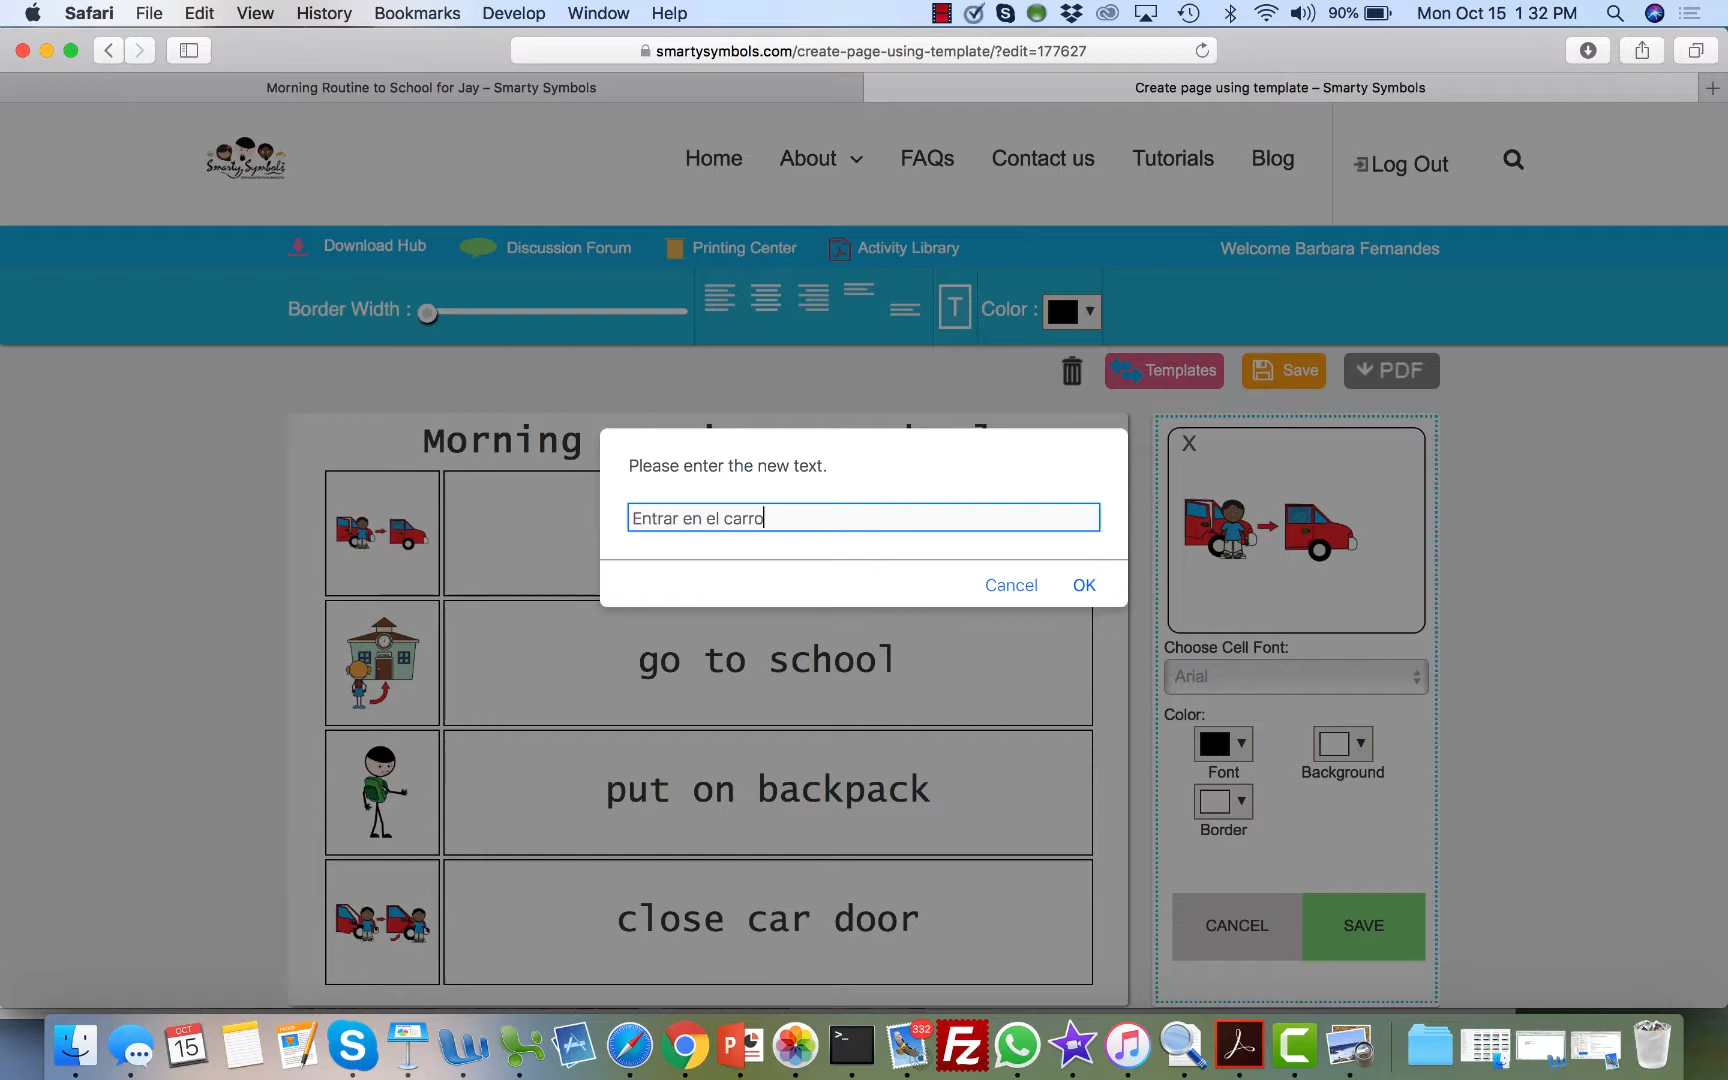 Safari File Edit View History Bookmarks Develop Window Help 90% Mon Oct 15 1:32 PM
smartysymbols.com/create-page-using-template/?edit=177627
Morning Routine to School for Jay – Smarty Symbols
Create page using template – Smarty Symbols
Smarty Symbols
Home About FAQs Contact us Tutorials Blog Log Out
Download Hub Discussion Forum Printing Center Activity Library Welcome Barbara Fernandes
Border Width : T Color :
Templates Save PDF
Morning
Please enter the new text.
Entrar en el carro
Cancel OK
go to school
put on backpack
close car door
X
Choose Cell Font:
Arial
Color:
Font Background
Border
CANCEL SAVE
OCT
15
332